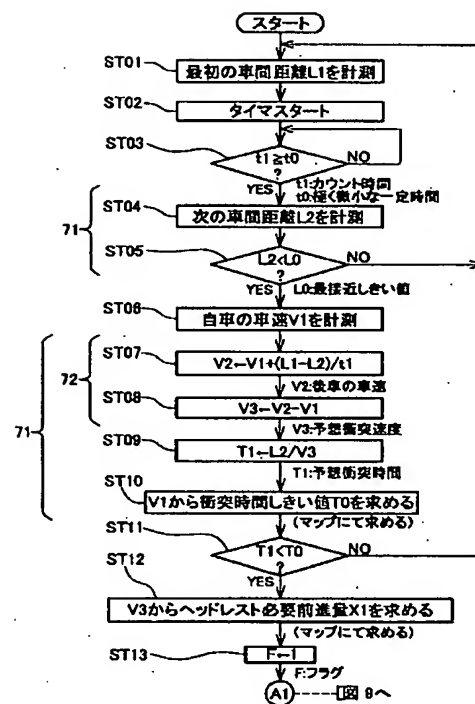 スタート
ST01
最初の車間距離L1を計測
ST02
タイマスタート
ST03
t1≧t0
?
NO
YES
t1:カウント時間
t0:極く微小な一定時間
71
ST04
次の車間距離L2を計測
ST05
L2<L0
?
NO
YES
L0:最接近しきい値
ST06
自車の車速V1を計測
71
72
ST07
V2←V1+(L1-L2)/t1
V2:後車の車速
ST08
V3←V2-V1
V3:予想衝突速度
ST09
T1←L2/V3
T1:予想衝突時間
ST10
V1から衝突時間しきい値T0を求める
(マップにて求める)
ST11
T1<T0
?
NO
YES
ST12
V3からヘッドレスト必要前進量X1を求める
(マップにて求める)
ST13
F←1
F:フラグ
A1
図9へ